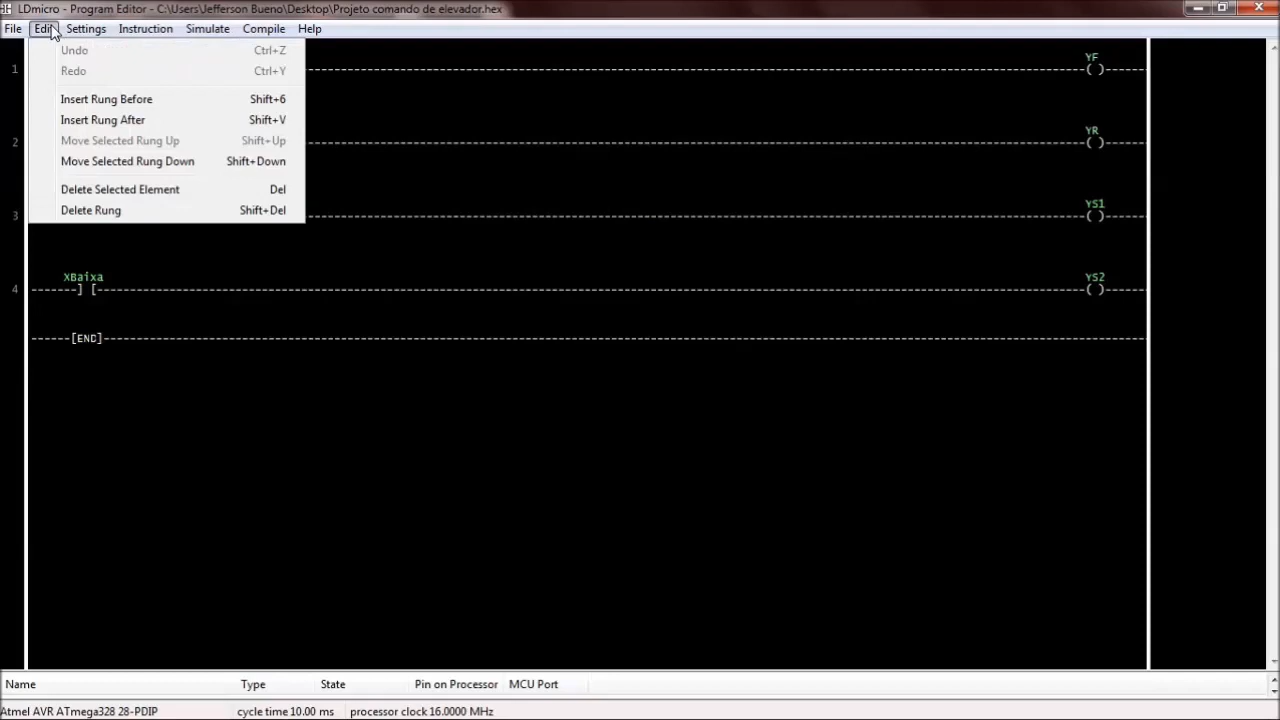 LDmicro - Program Editor - C:\Users\Jefferson Bueno\Desktop\Projeto comando de elevador.hex
File Edit Settings Instruction Simulate Compile Help
Undo Ctrl+Z
Redo Ctrl+Y
Insert Rung Before Shift+6
Insert Rung After Shift+V
Move Selected Rung Up Shift+Up
Move Selected Rung Down Shift+Down
Delete Selected Element Del
Delete Rung Shift+Del
YF
1 ( )
YR
2 ( )
YS1
3 ( )
XBaixa YS2
4 ------] [------( )-----
-----[END]-----
Name Type State Pin on Processor MCU Port
Atmel AVR ATmega328 28-PDIP cycle time 10.00 ms processor clock 16.0000 MHz